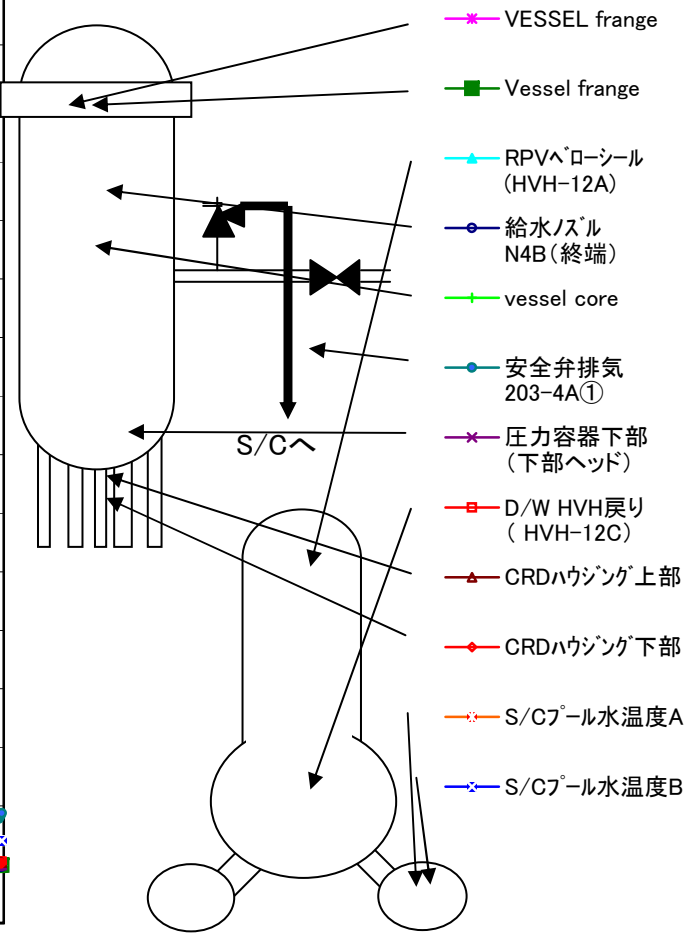 VESSEL frange
Vessel frange
RPVベローシール
(HVH-12A)
給水ノズル
N4B(終端)
vessel core
安全弁排気
203-4A①
圧力容器下部
(下部ヘッド)
D/W HVH戻り
( HVH-12C)
CRDハウジング上部
CRDハウジング下部
S/Cプール水温度A
S/Cプール水温度B
S/Cへ